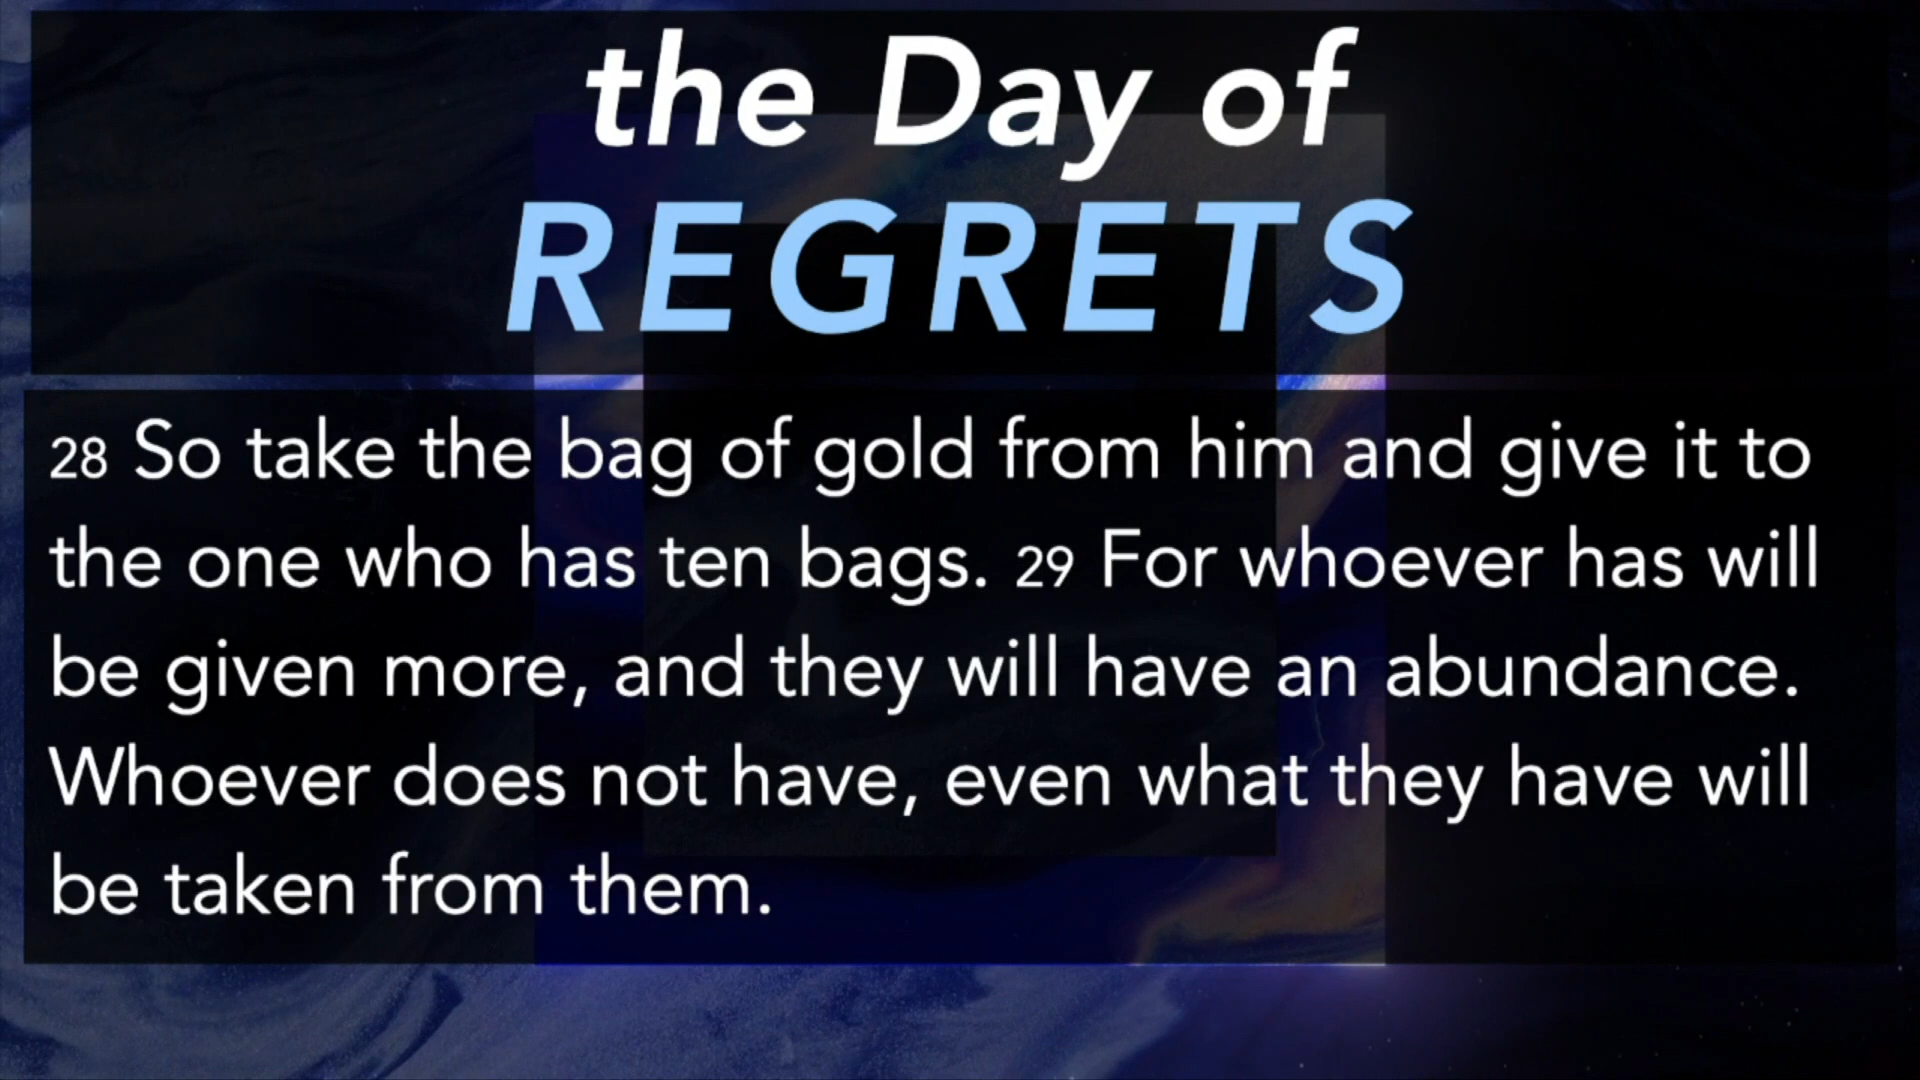 the Day of
REGRETS
28 So take the bag of gold from him and give it to
the one who has ten bags. 29 For whoever has will
be given more, and they will have an abundance.
Whoever does not have, even what they have will
be taken from them.